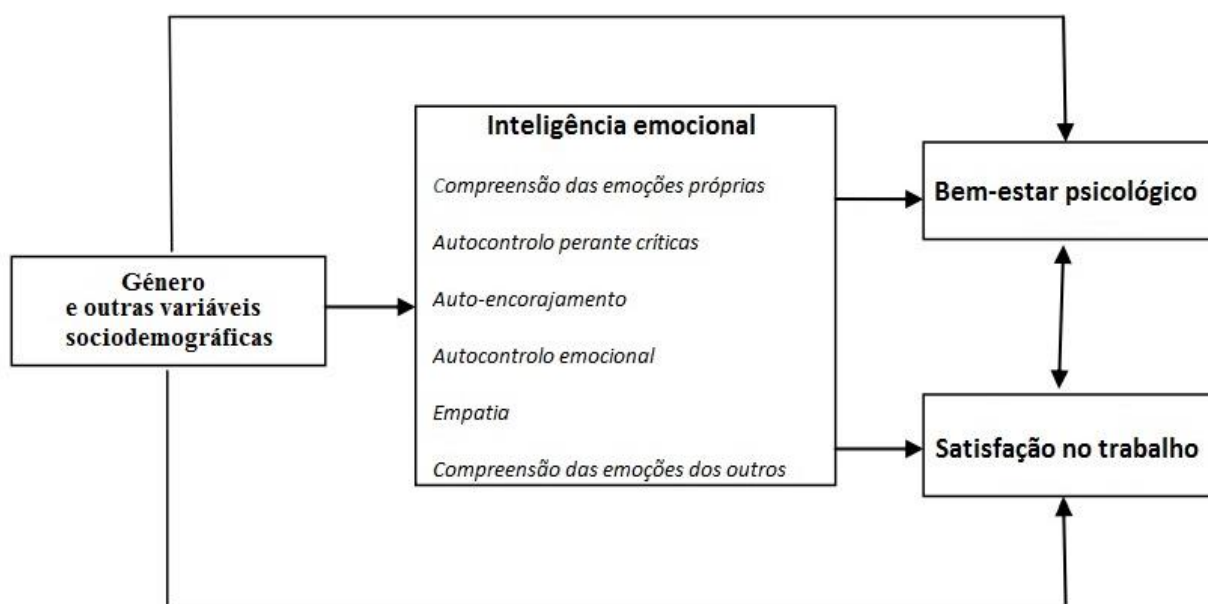 Género
e outras variáveis
sociodemográficas
Inteligência emocional
Compreensão das emoções próprias
Autocontrolo perante críticas
Auto-encorajamento
Autocontrolo emocional
Empatia
Compreensão das emoções dos outros
Bem-estar psicológico
Satisfação no trabalho